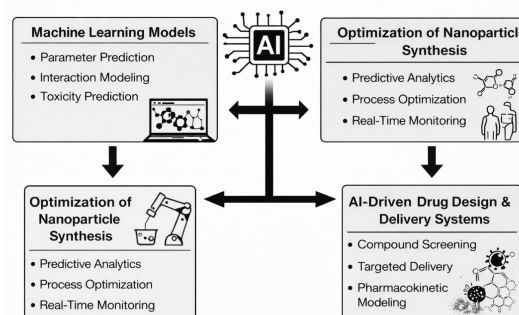 Machine Learning Models
• Parameter Prediction
• Interaction Modeling
• Toxicity Prediction
AI
Optimization of Nanoparticle
Synthesis
• Predictive Analytics
• Process Optimization
• Real-Time Monitoring
Optimization of
Nanoparticle
Synthesis
• Predictive Analytics
• Process Optimization
• Real-Time Monitoring
AI-Driven Drug Design &
Delivery Systems
• Compound Screening
• Targeted Delivery
• Pharmacokinetic
Modeling